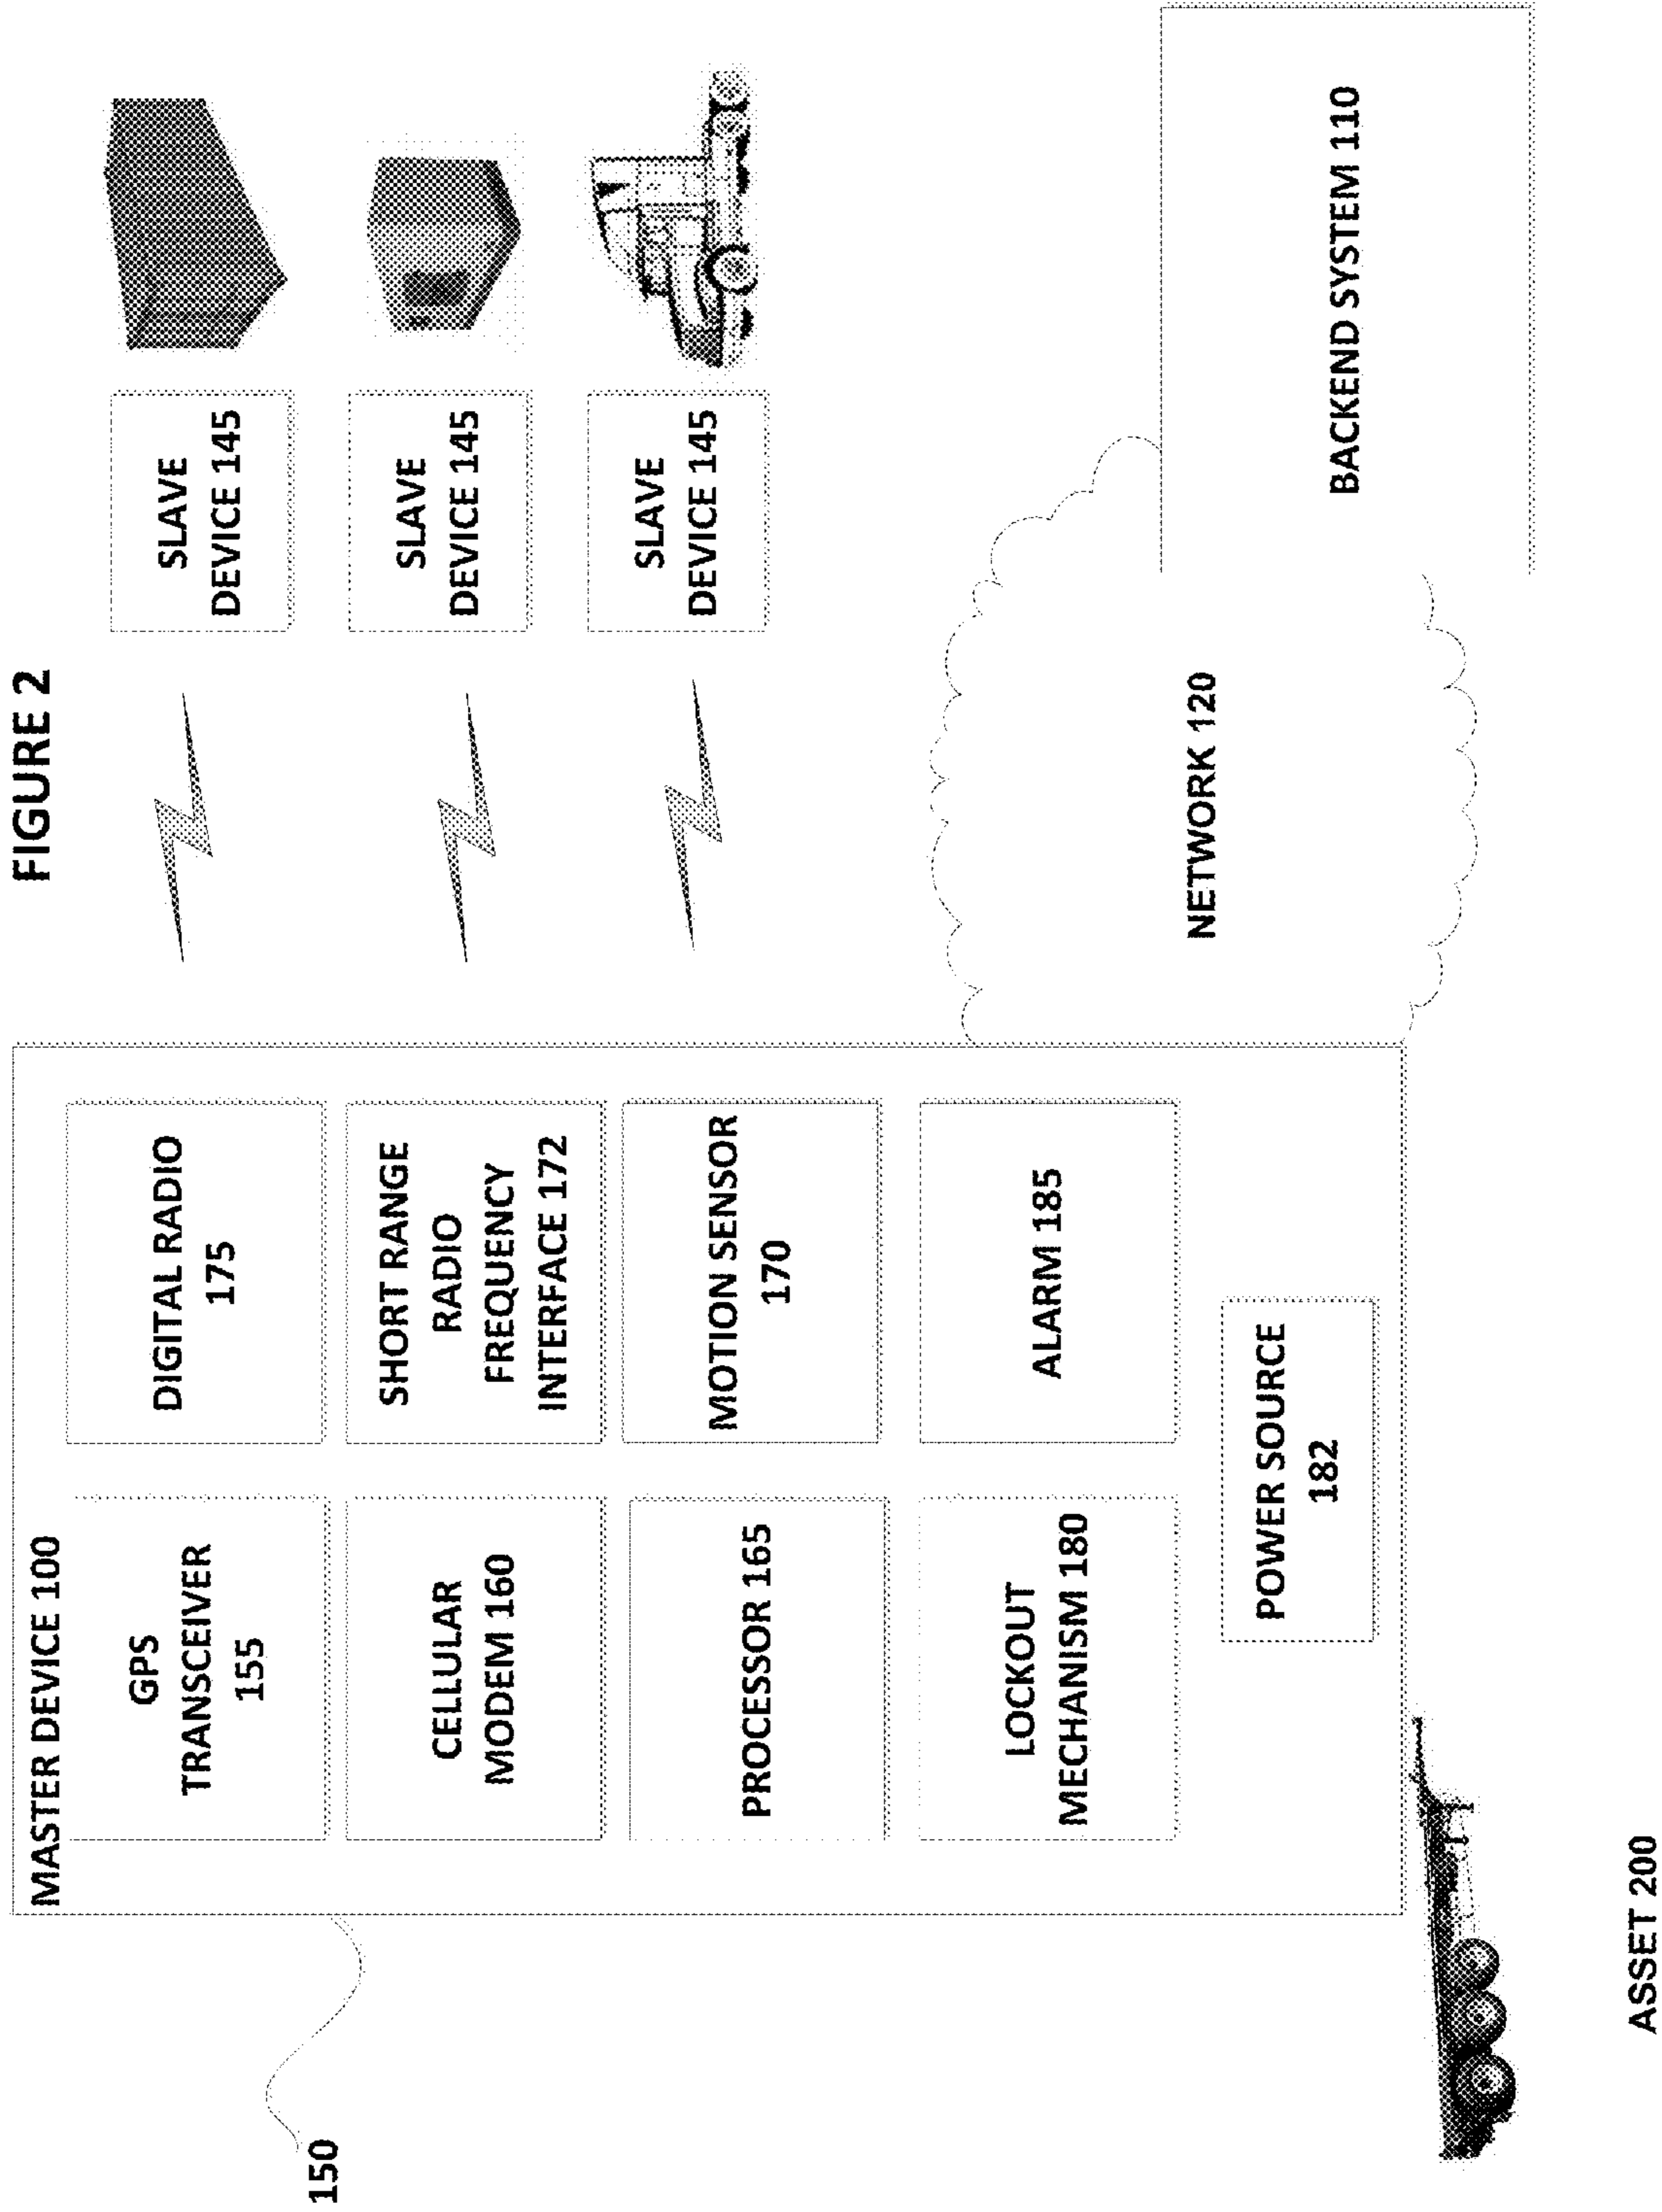 FIGURE 2
MASTER DEVICE 100
GPS
TRANSCEIVER
155
DIGITAL RADIO
175
CELLULAR
MODEM 160
SHORT RANGE
RADIO
FREQUENCY
INTERFACE 172
PROCESSOR 165
MOTION SENSOR
170
LOCKOUT
MECHANISM 180
ALARM 185
POWER SOURCE
182
150
SLAVE
DEVICE 145
SLAVE
DEVICE 145
SLAVE
DEVICE 145
NETWORK 120
BACKEND SYSTEM 110
ASSET 200